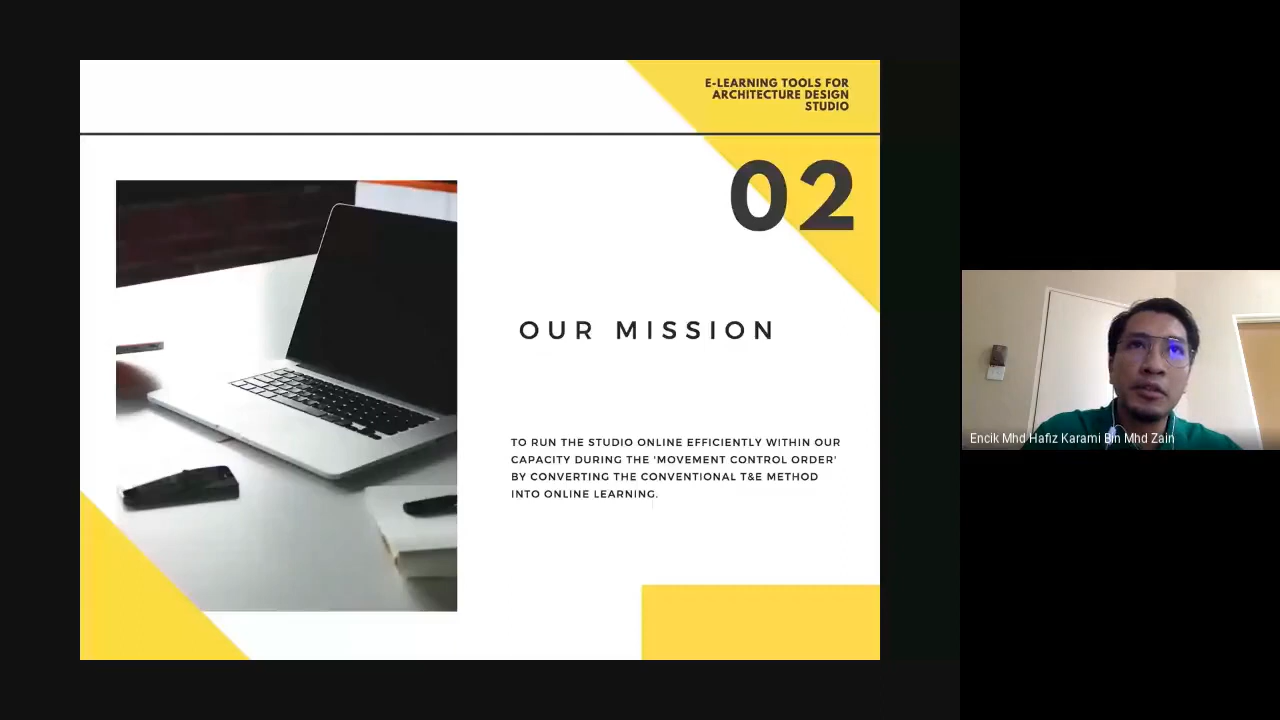 E-LEARNING TOOLS FOR
ARCHITECTURE DESIGN
STUDIO
02
OUR MISSION
TO RUN THE STUDIO ONLINE EFFICIENTLY WITHIN OUR
CAPACITY DURING THE 'MOVEMENT CONTROL ORDER'
BY CONVERTING THE CONVENTIONAL T&E METHOD
INTO ONLINE LEARNING.
Encik Mhd Hafiz Karami Bin Mhd Zain